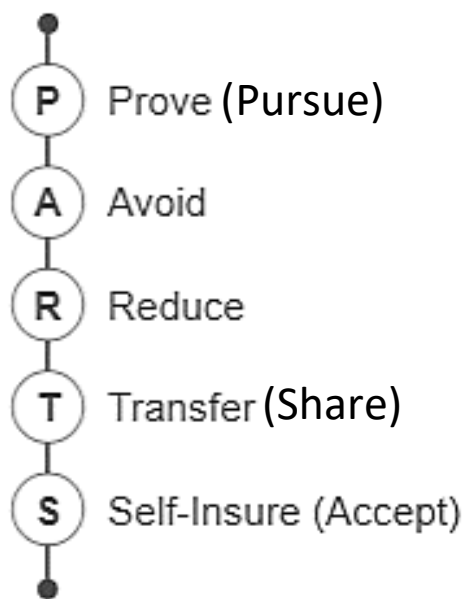 P Prove (Pursue)
A Avoid
R Reduce
T Transfer (Share)
S Self-Insure (Accept)